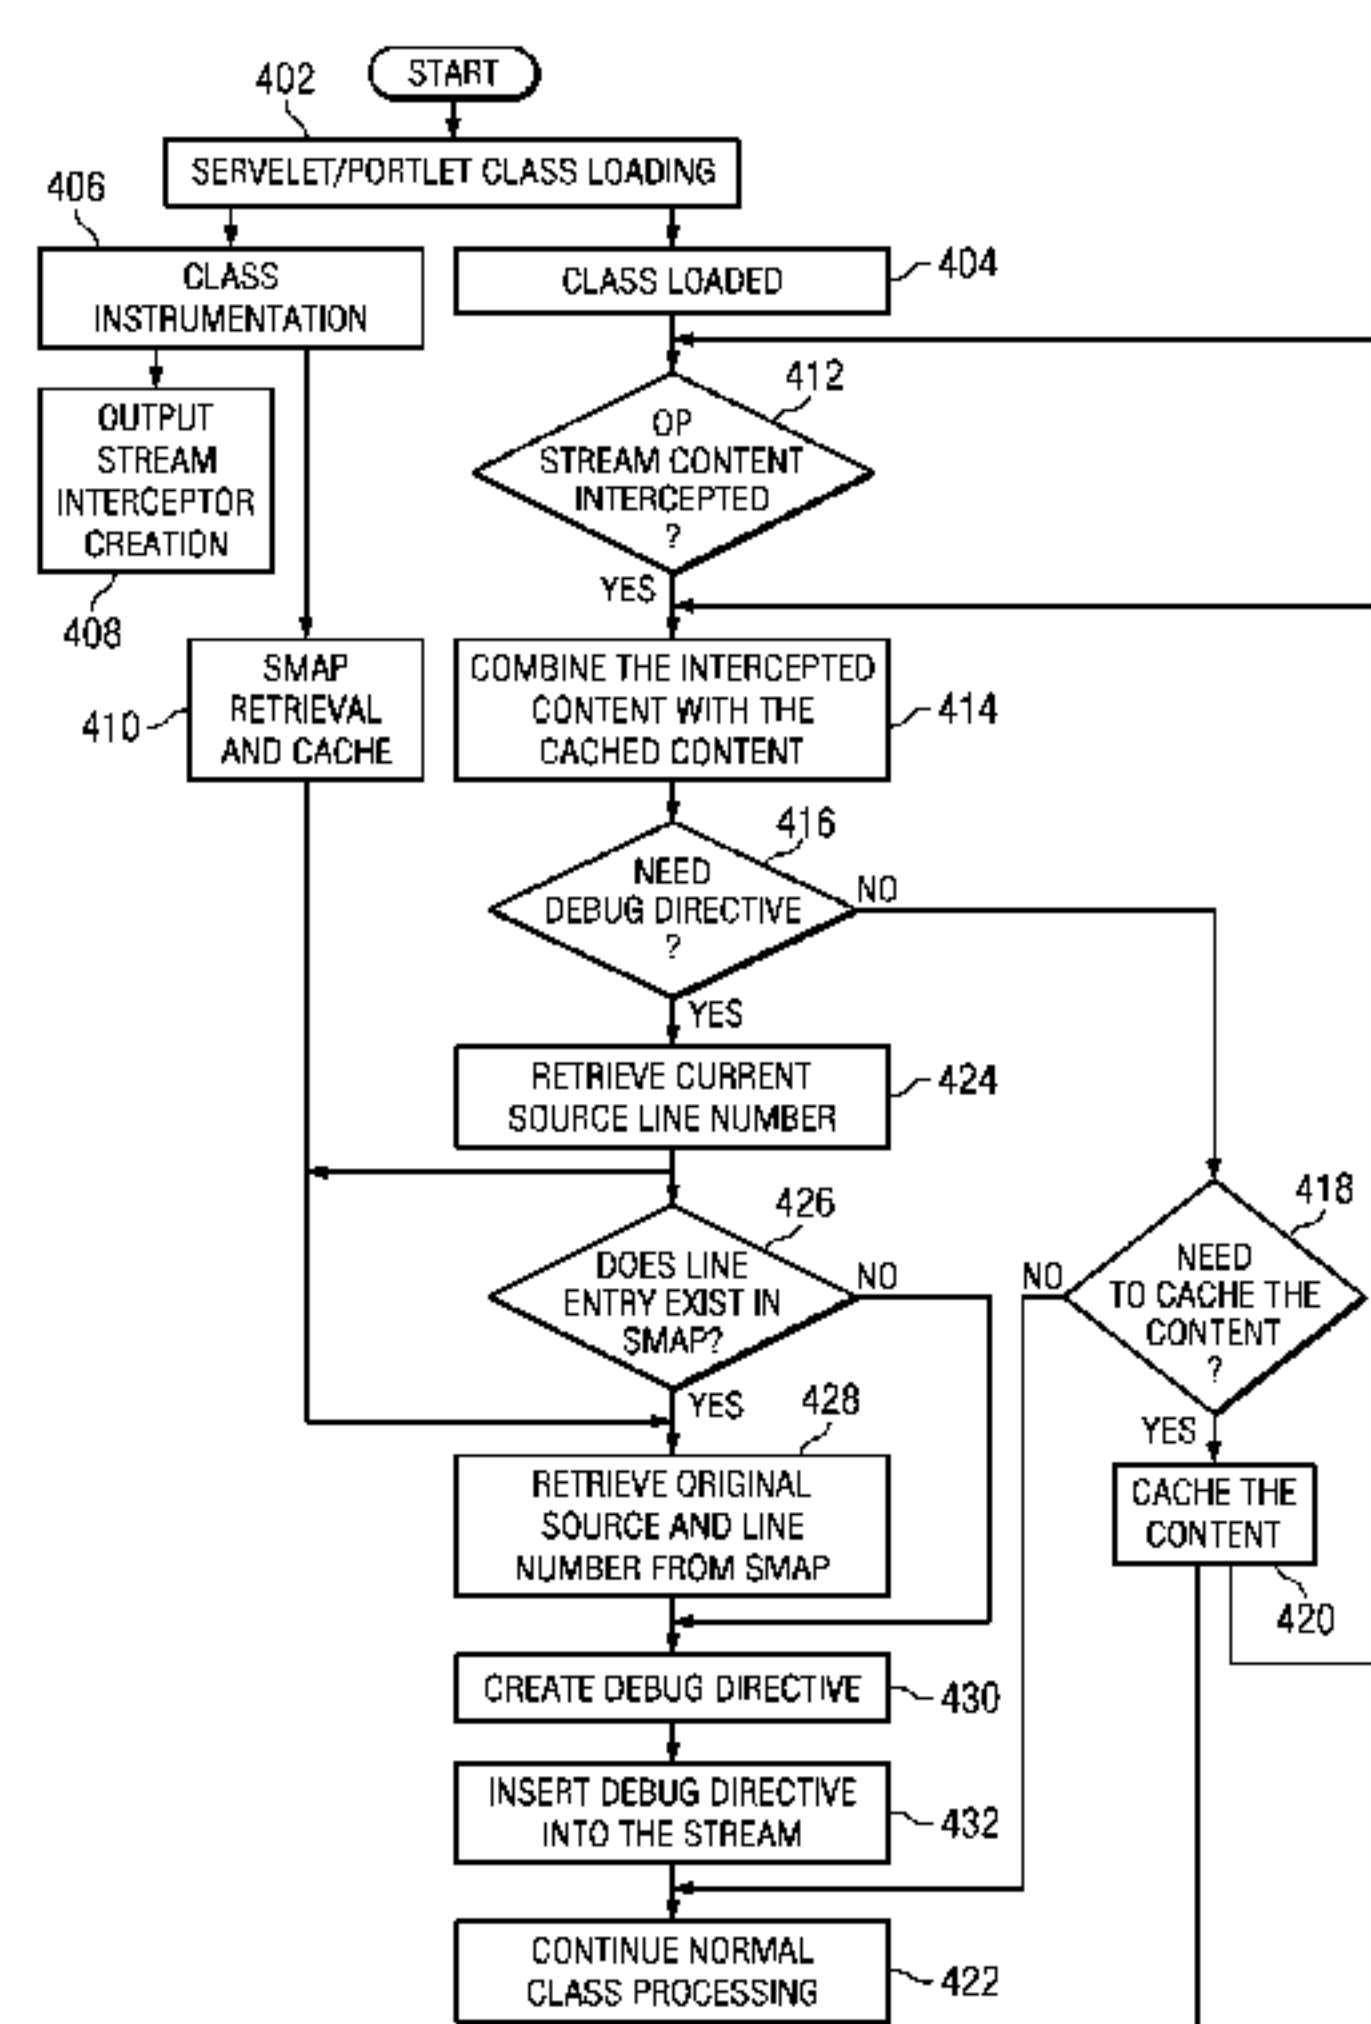 START
402
SERVELET/PORTLET CLASS LOADING
406
CLASS
INSTRUMENTATION
CLASS LOADED
404
OUTPUT
STREAM
INTERCEPTOR
CREATION
408
412
OP
STREAM CONTENT
INTERCEPTED
?
YES
SMAP
RETRIEVAL
AND CACHE
410
COMBINE THE INTERCEPTED
CONTENT WITH THE
CACHED CONTENT
414
416
NEED
DEBUG DIRECTIVE
?
NO
YES
RETRIEVE CURRENT
SOURCE LINE NUMBER
424
426
DOES LINE
ENTRY EXIST IN
SMAP?
NO
YES
418
NEED
TO CACHE THE
CONTENT
?
NO
YES
428
RETRIEVE ORIGINAL
SOURCE AND LINE
NUMBER FROM SMAP
CACHE THE
CONTENT
420
CREATE DEBUG DIRECTIVE
430
INSERT DEBUG DIRECTIVE
INTO THE STREAM
432
CONTINUE NORMAL
CLASS PROCESSING
422